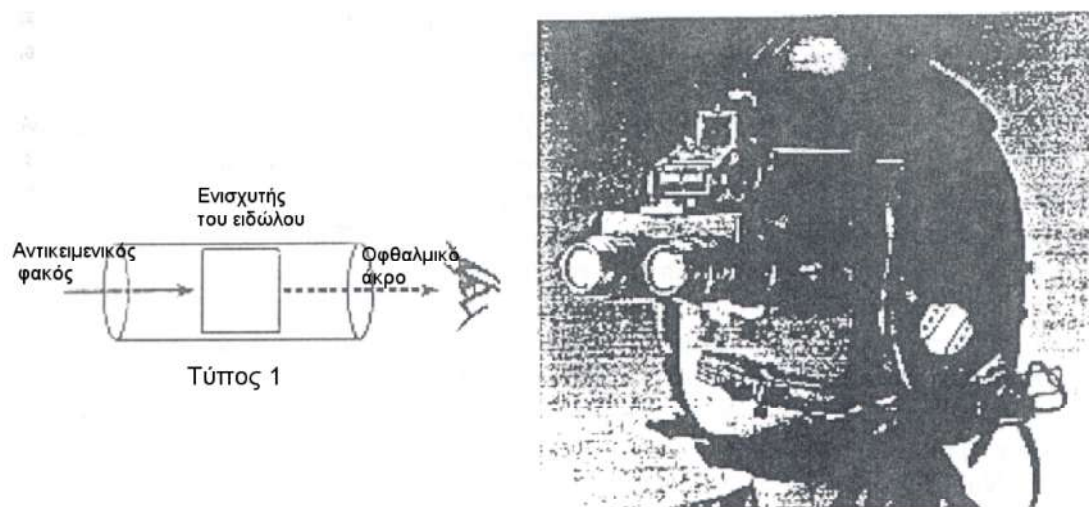 Ενισχυτής
του ειδώλου
Αντικειμενικός
φακός
Οφθαλμικό
άκρο
Τύπος 1